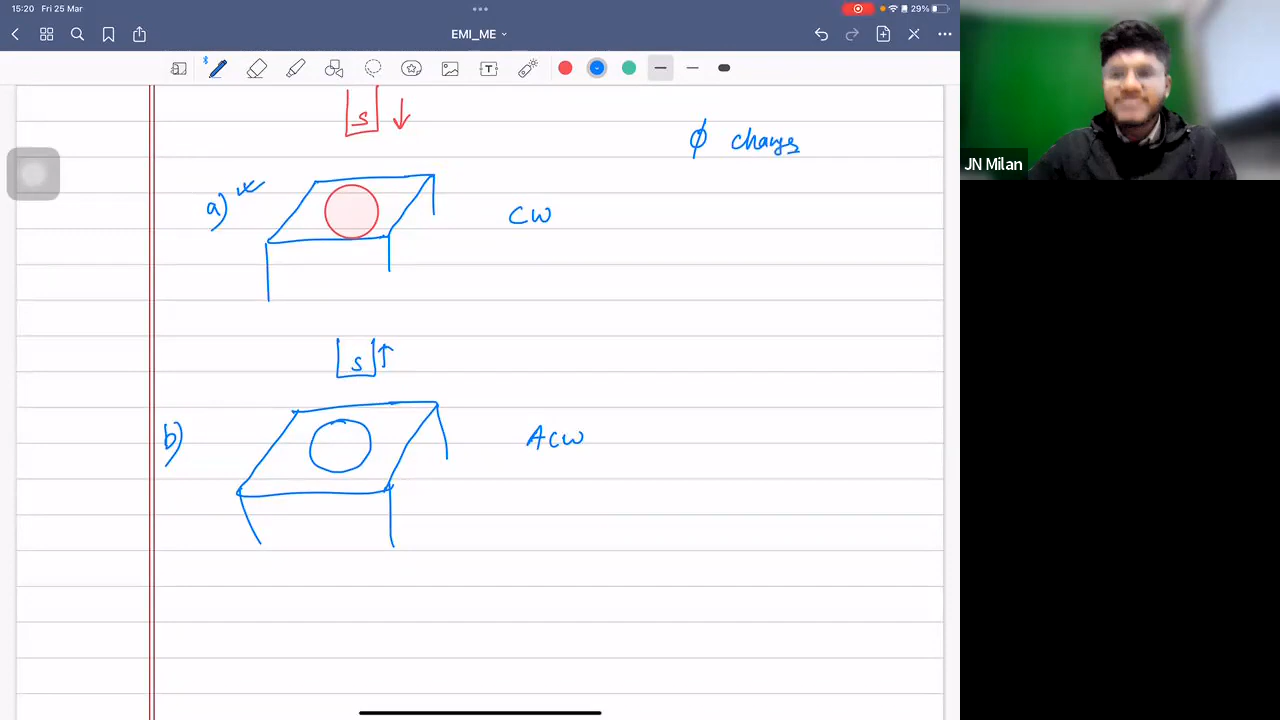 15:20 Fri 25 Mar
29%
EMI_ME
JN Milan
S
ϕ changes
a)
CW
S
b)
ACW